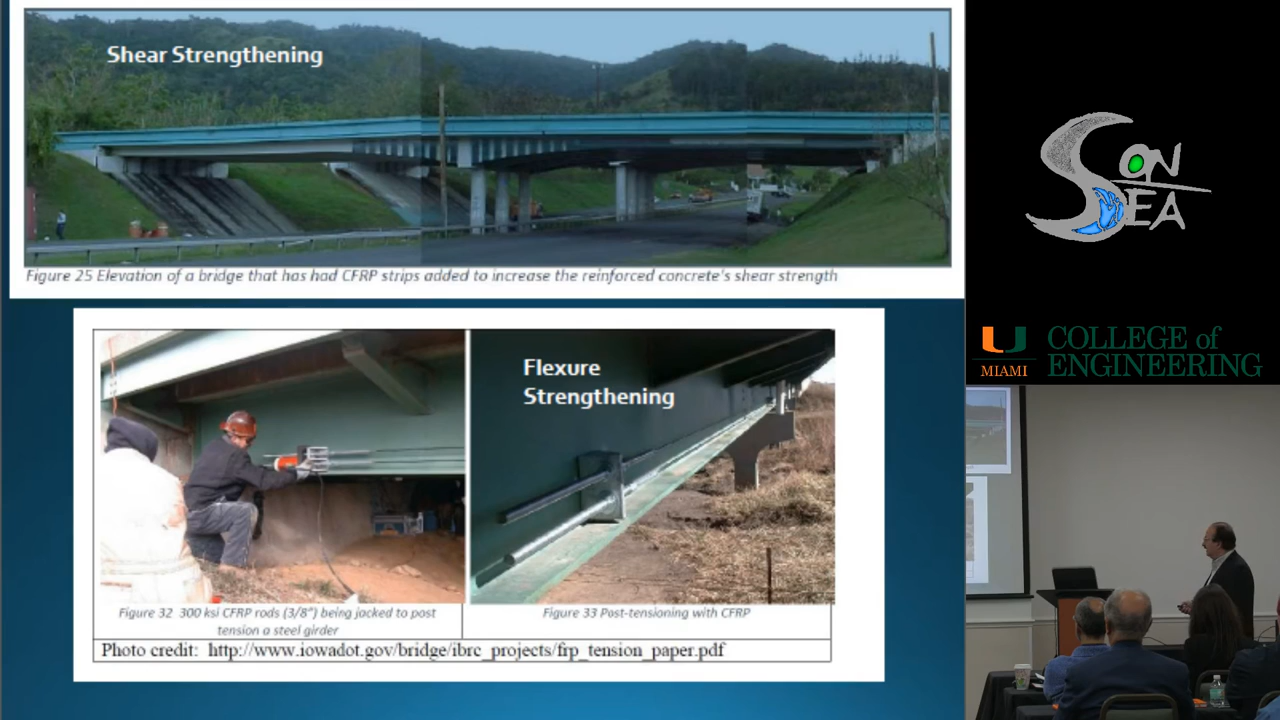 Shear Strengthening
Figure 25 Elevation of a bridge that has had CFRP strips added to increase the reinforced concrete's shear strength
Flexure
Strengthening
Figure 32 300 ksi CFRP rods (3/8") being jacked to post
tension a steel girder
Figure 33 Post-tensioning with CFRP
Photo credit: http://www.iowadot.gov/bridge/ibrc_projects/frp_tension_paper.pdf
SON
SEA
U
MIAMI
COLLEGE of
ENGINEERING